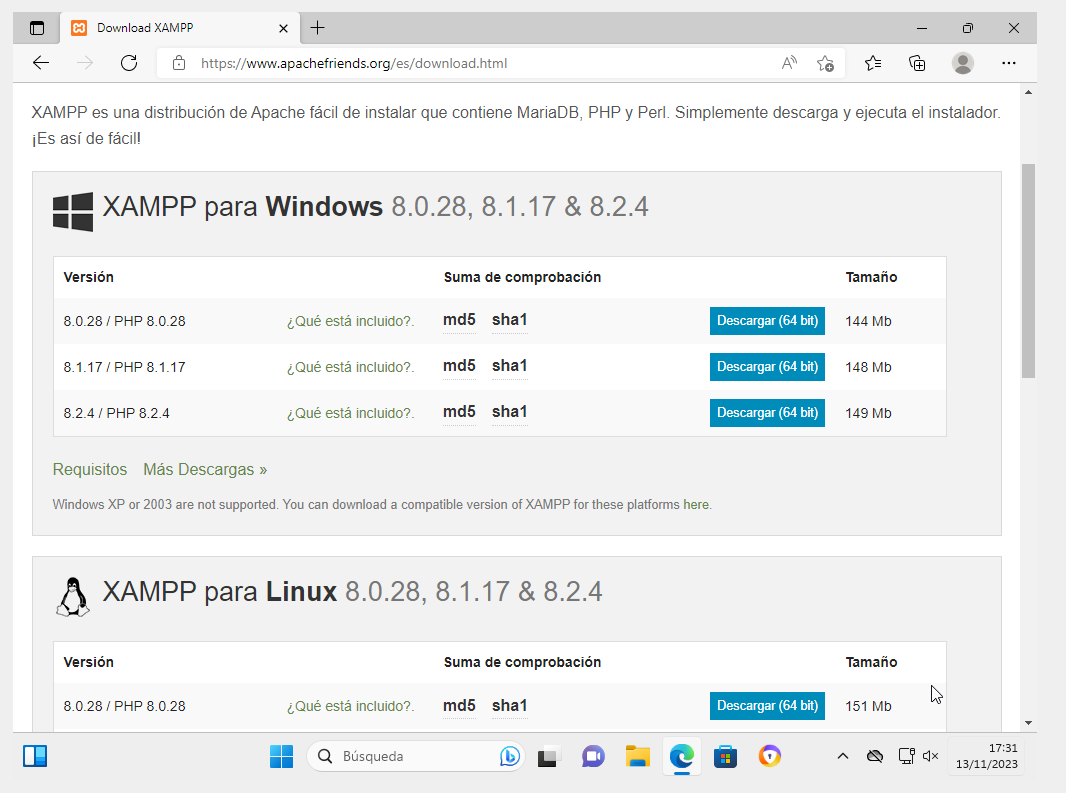 Download XAMPP
https://www.apachefriends.org/es/download.html
XAMPP es una distribución de Apache fácil de instalar que contiene MariaDB, PHP y Perl. Simplemente descarga y ejecuta el instalador.
¡Es así de fácil!
XAMPP para Windows 8.0.28, 8.1.17 & 8.2.4
Versión Suma de comprobación Tamaño
8.0.28 / PHP 8.0.28 ¿Qué está incluido?. md5 sha1 Descargar (64 bit) 144 Mb
8.1.17 / PHP 8.1.17 ¿Qué está incluido?. md5 sha1 Descargar (64 bit) 148 Mb
8.2.4 / PHP 8.2.4 ¿Qué está incluido?. md5 sha1 Descargar (64 bit) 149 Mb
Requisitos Más Descargas »
Windows XP or 2003 are not supported. You can download a compatible version of XAMPP for these platforms here.
XAMPP para Linux 8.0.28, 8.1.17 & 8.2.4
Versión Suma de comprobación Tamaño
8.0.28 / PHP 8.0.28 ¿Qué está incluido?. md5 sha1 Descargar (64 bit) 151 Mb
Búsqueda
17:31
13/11/2023